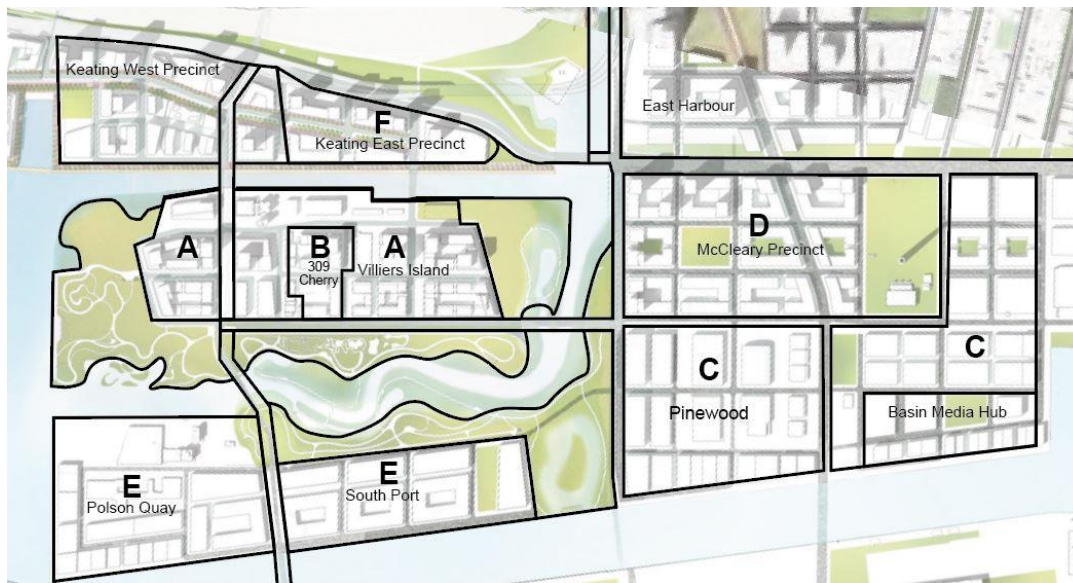 Keating West Precinct
F
Keating East Precinct
East Harbour
A
B
309
Cherry
A
Villiers Island
D
McCleary Precinct
C
Pinewood
C
Basin Media Hub
E
Polson Quay
E
South Port